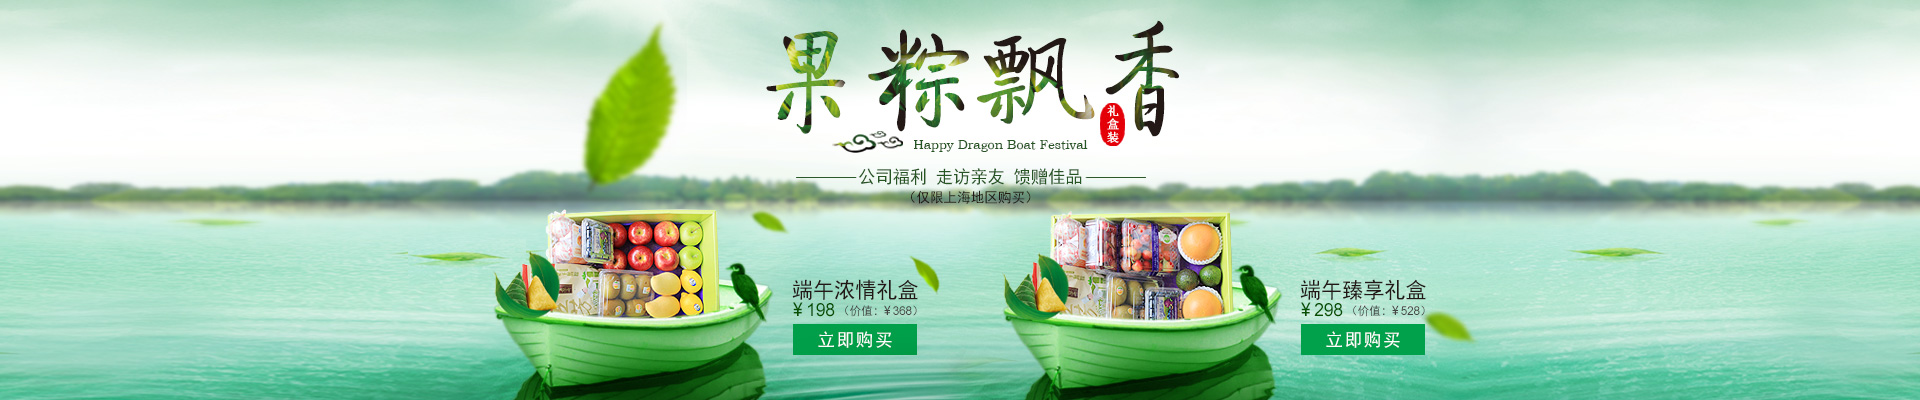 果粽飘香
礼盒装
Happy Dragon Boat Festival
公司福利 走访亲友 馈赠佳品
（仅限上海地区购买）
端午浓情礼盒
¥ 198（价值：¥ 368）
立即购买
端午臻享礼盒
¥ 298（价值：¥ 528）
立即购买